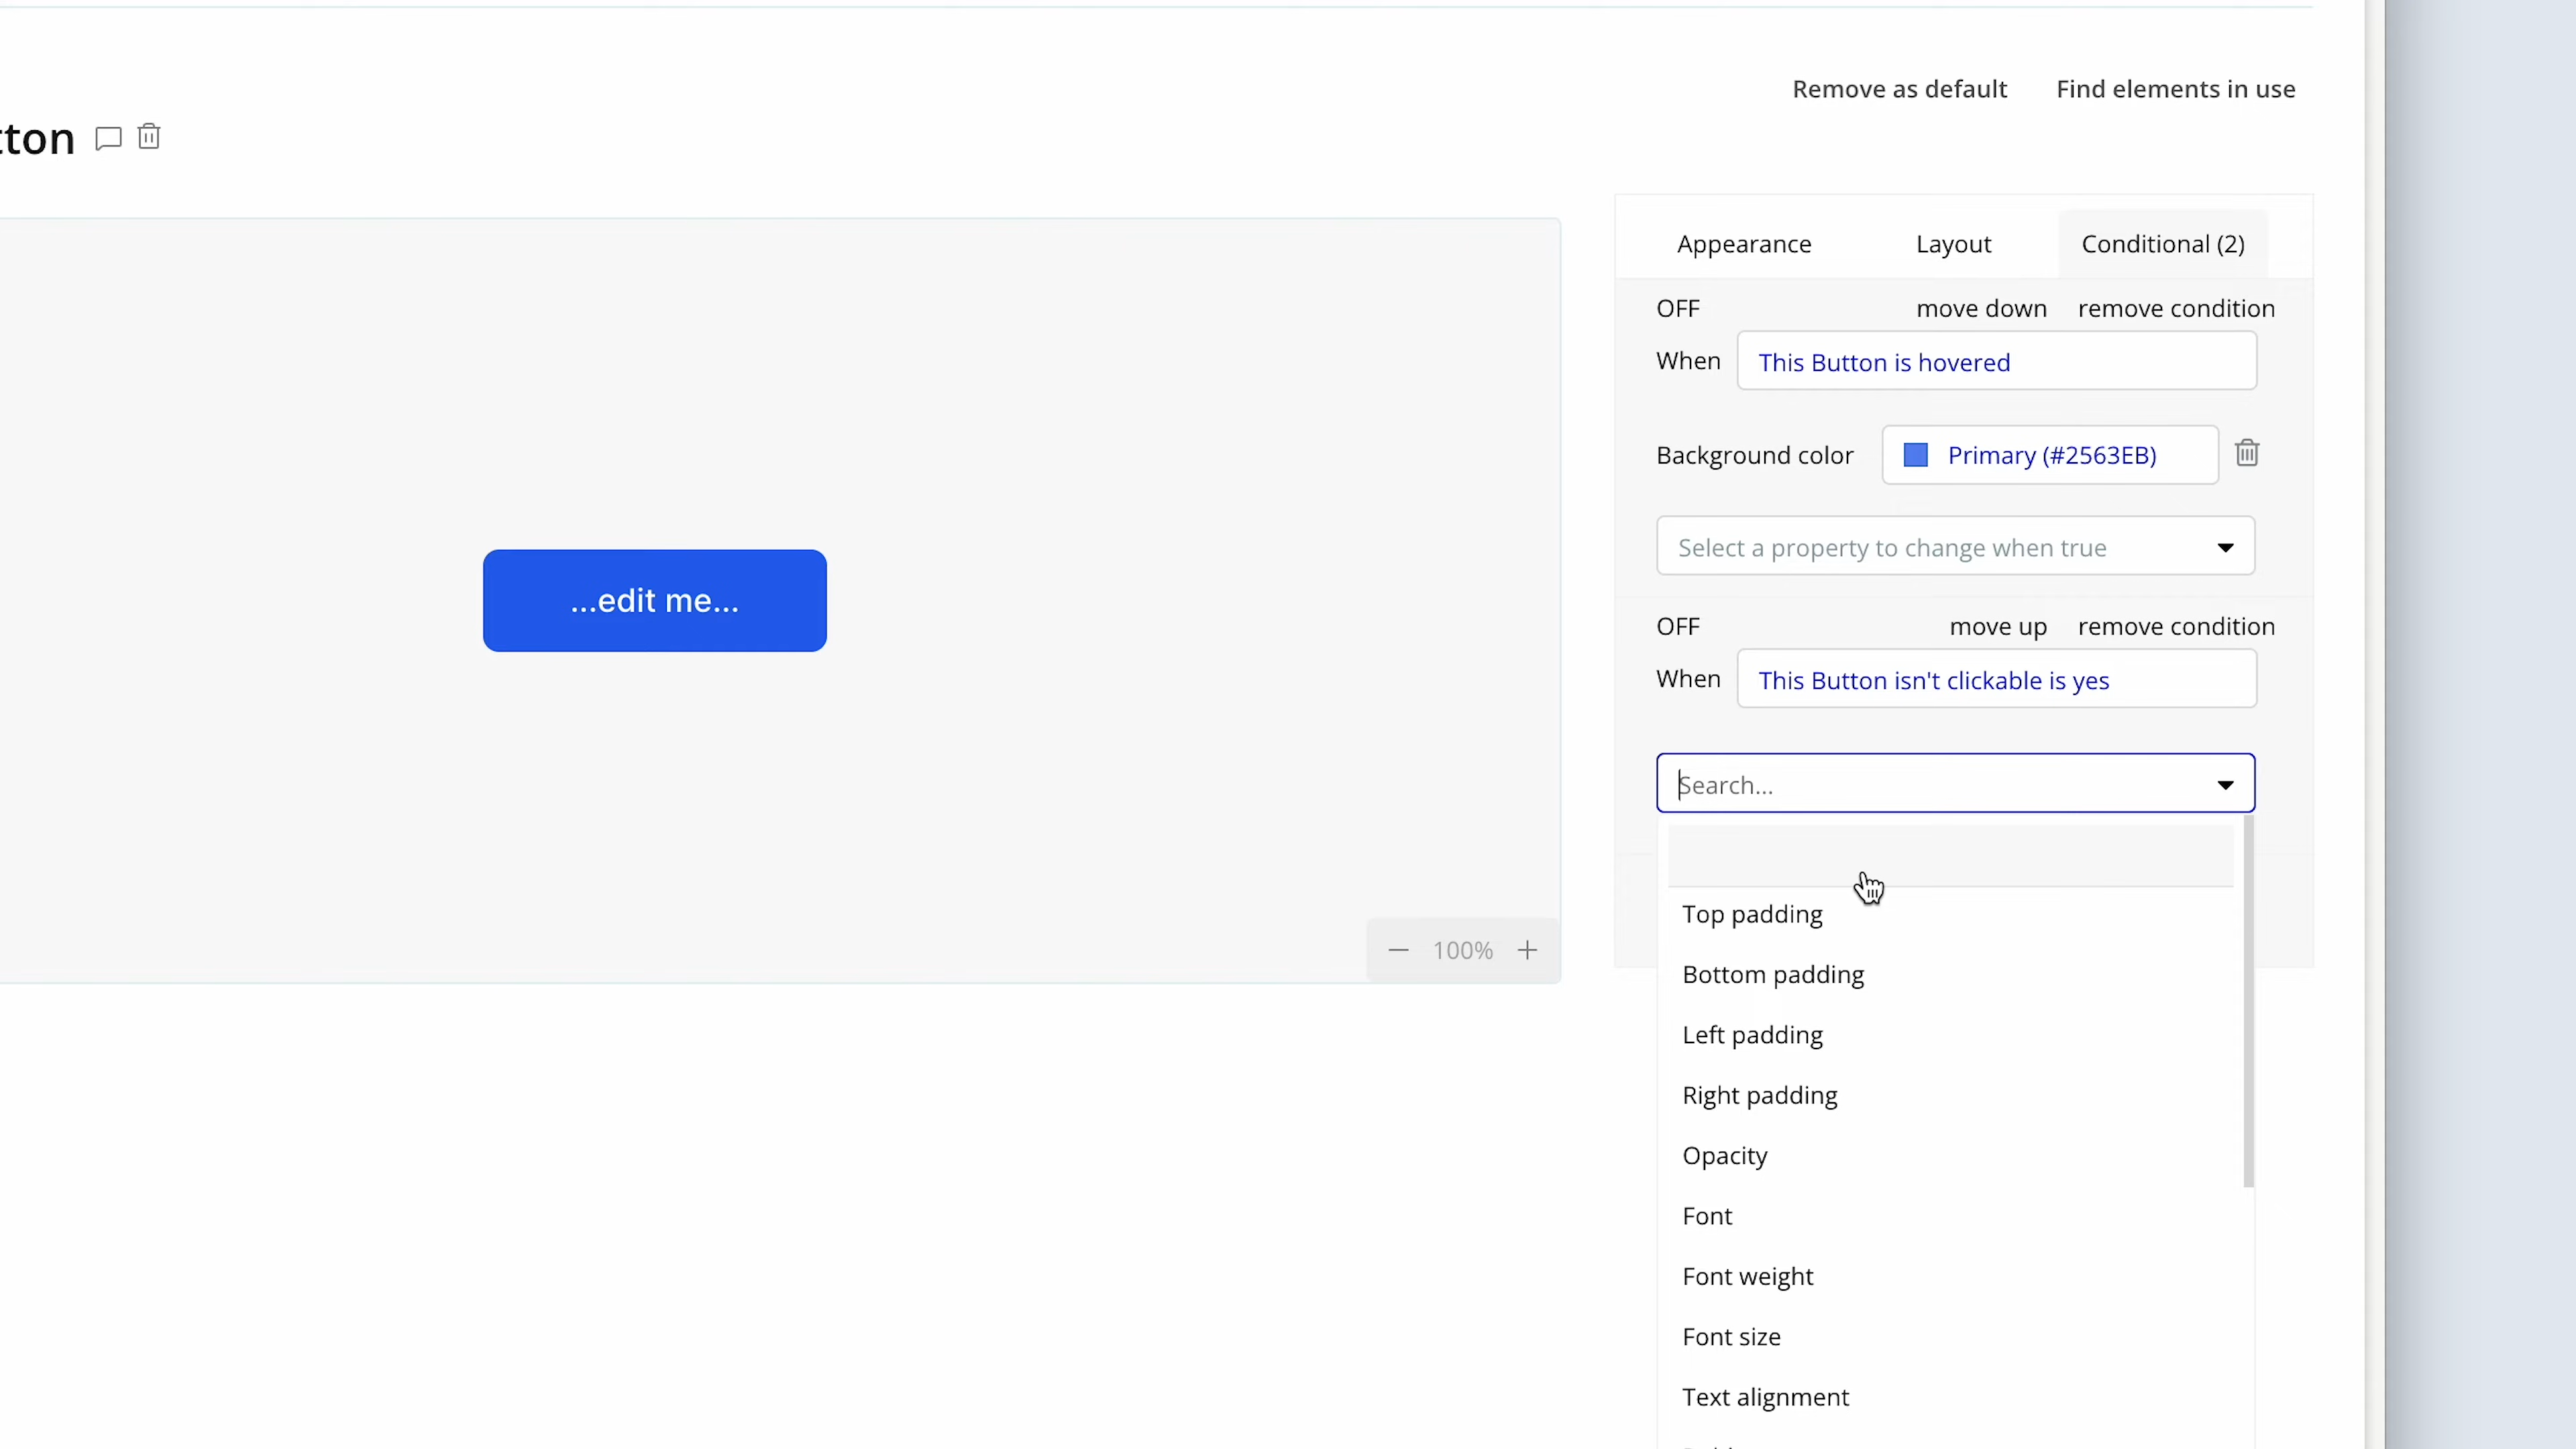 Remove as default Find elements in use
tton
Appearance Layout Conditional (2)
OFF move down remove condition
When This Button is hovered
Background color Primary (#2563EB)
Select a property to change when true
...edit me...
OFF move up remove condition
When This Button isn't clickable is yes
Search...
Top padding
100%
Bottom padding
Left padding
Right padding
Opacity
Font
Font weight
Font size
Text alignment